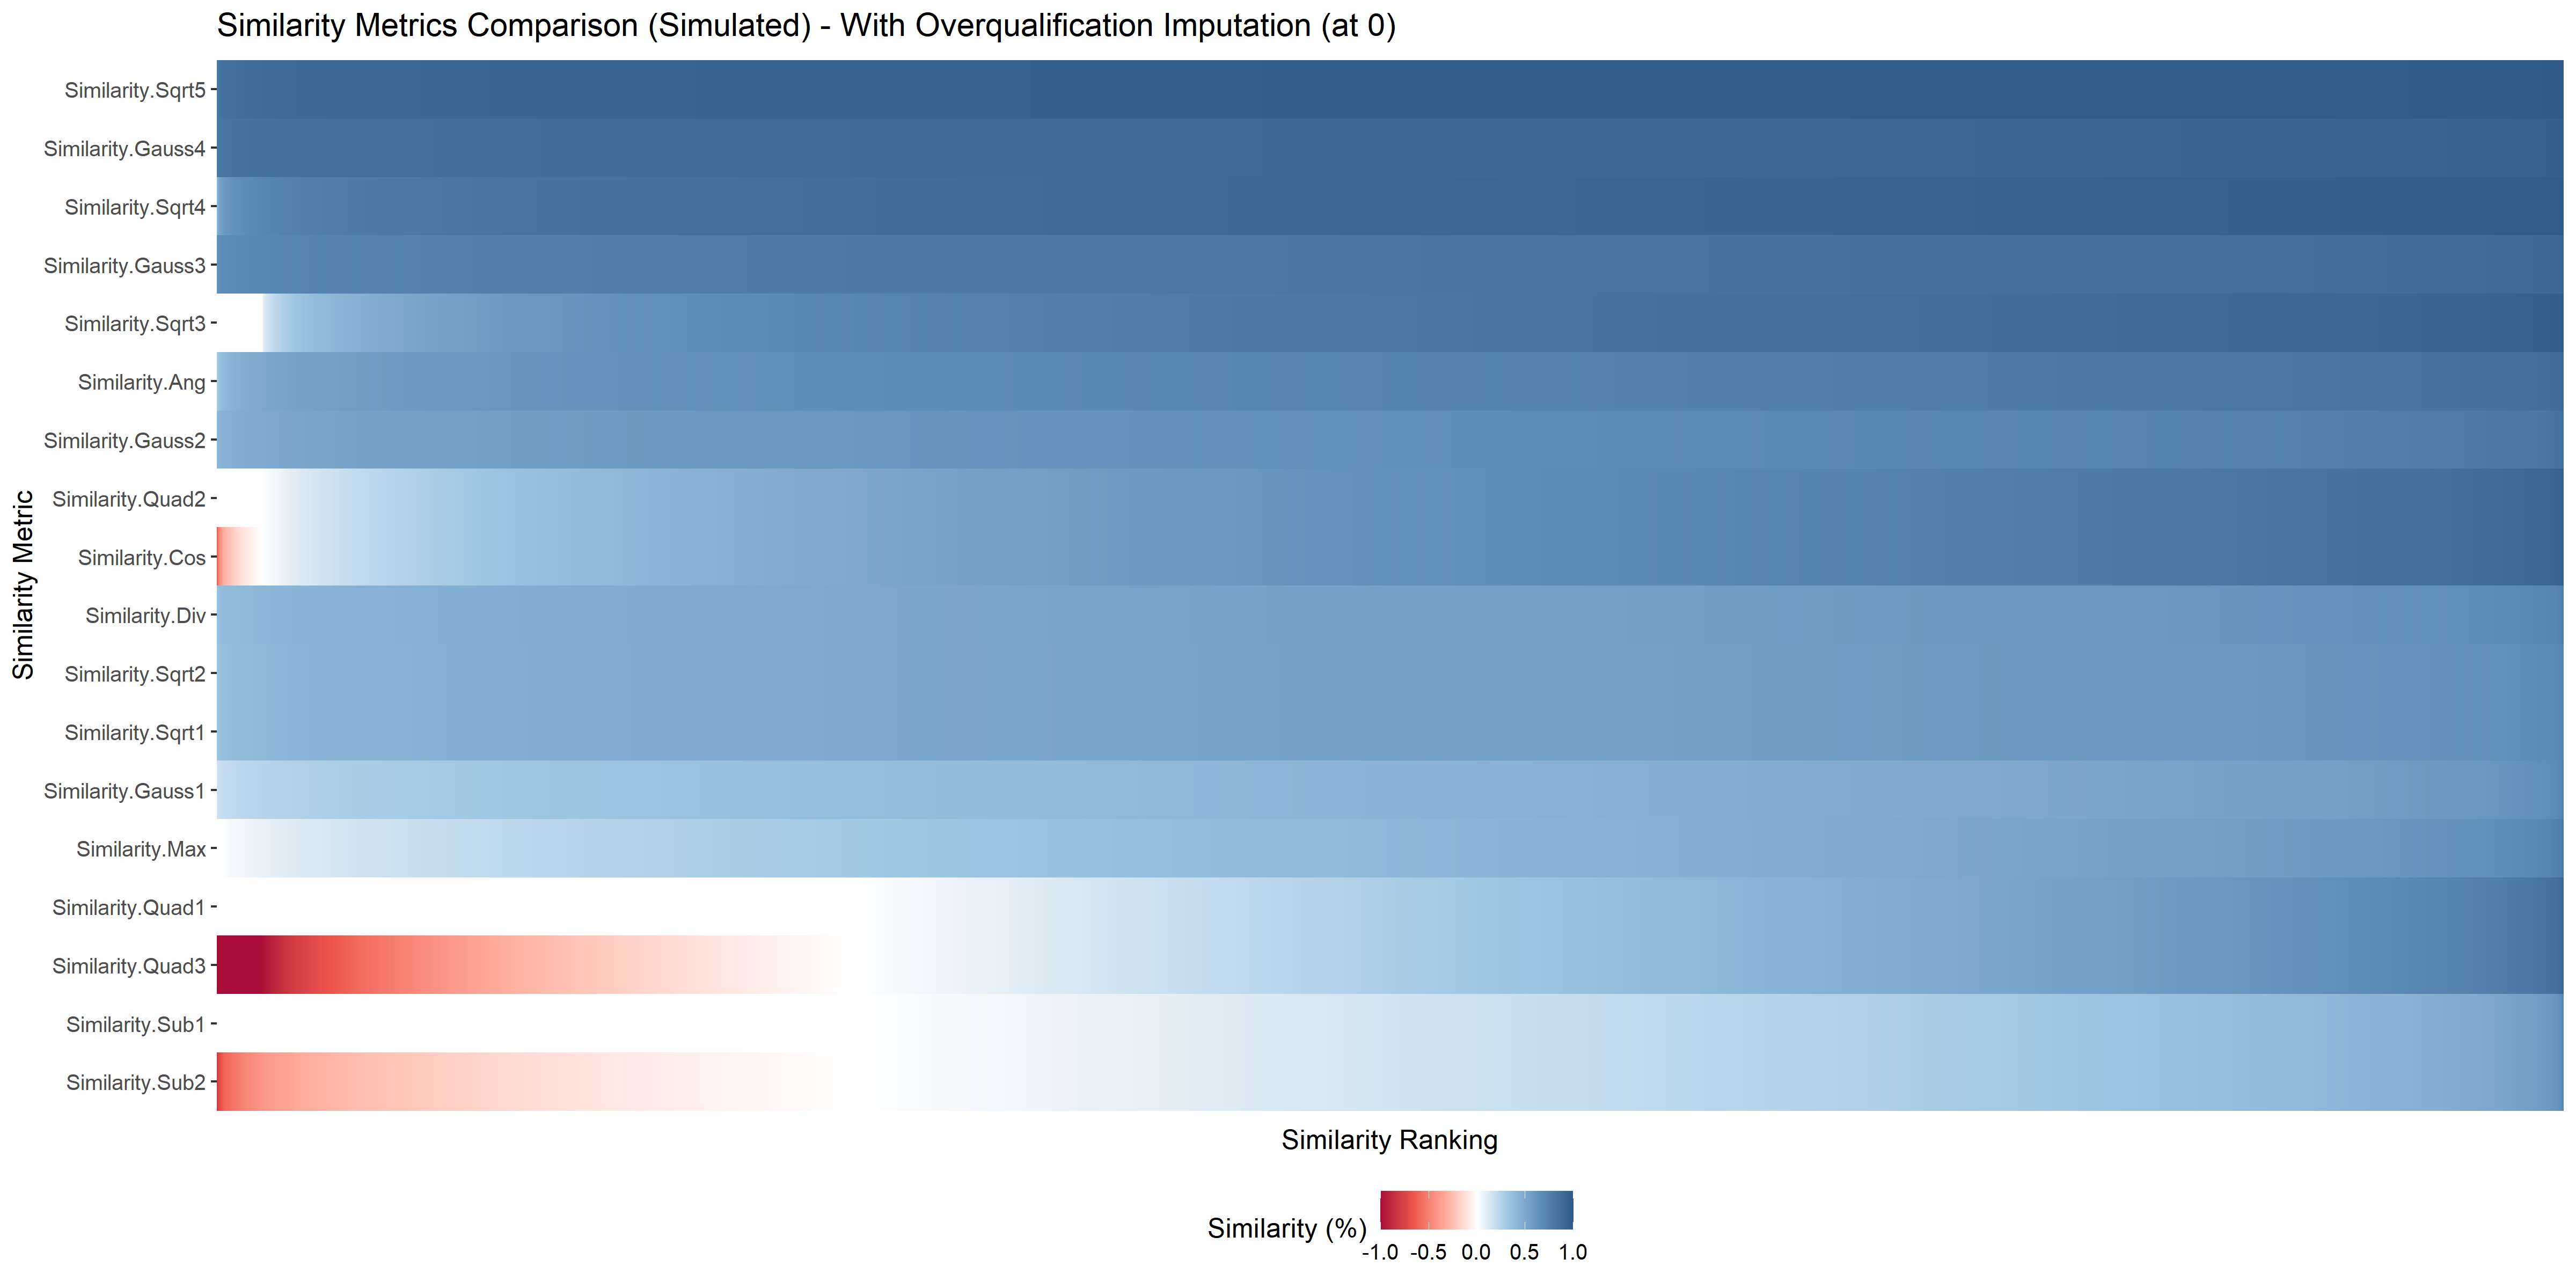 Similarity Metrics Comparison (Simulated) - With Overqualification Imputation (at 0)
Similarity Metric
Similarity.Sqrt5
Similarity.Gauss4
Similarity.Sqrt4
Similarity.Gauss3
Similarity.Sqrt3
Similarity.Ang
Similarity.Gauss2
Similarity.Quad2
Similarity.Cos
Similarity.Div
Similarity.Sqrt2
Similarity.Sqrt1
Similarity.Gauss1
Similarity.Max
Similarity.Quad1
Similarity.Quad3
Similarity.Sub1
Similarity.Sub2
Similarity Ranking
Similarity (%)
-1.0 -0.5 0.0 0.5 1.0